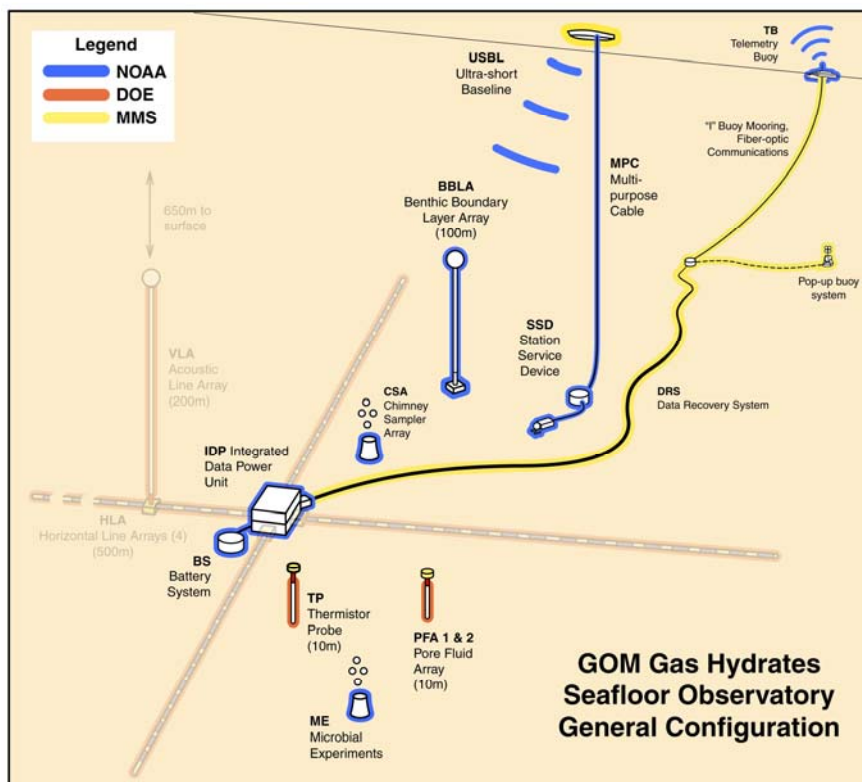 Legend
NOAA
DOE
MMS
USBL
Ultra-short
Baseline
TB
Telemetry
Buoy
"I" Buoy Mooring,
Fiber-optic
Communications
MPC
Multi-
purpose
Cable
BBLA
Benthic Boundary
Layer Array
(100m)
650m to
surface
Pop-up buoy
system
VLA
Acoustic
Line Array
(200m)
SSD
Station
Service
Device
CSA
Chimney
Sampler
Array
DRS
Data Recovery System
IDP Integrated
Data Power
Unit
HLA
Horizontal Line Arrays (4)
(500m)
BS
Battery
System
TP
Thermistor
Probe
(10m)
PFA 1 & 2
Pore Fluid
Array
(10m)
ME
Microbial
Experiments
GOM Gas Hydrates
Seafloor Observatory
General Configuration